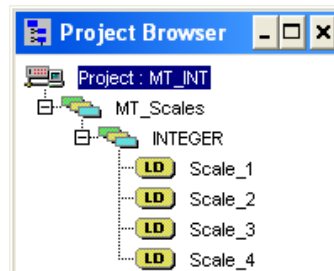 Project Browser
Project : MT_INT
MT_Scales
INTEGER
LD Scale_1
LD Scale_2
LD Scale_3
LD Scale_4